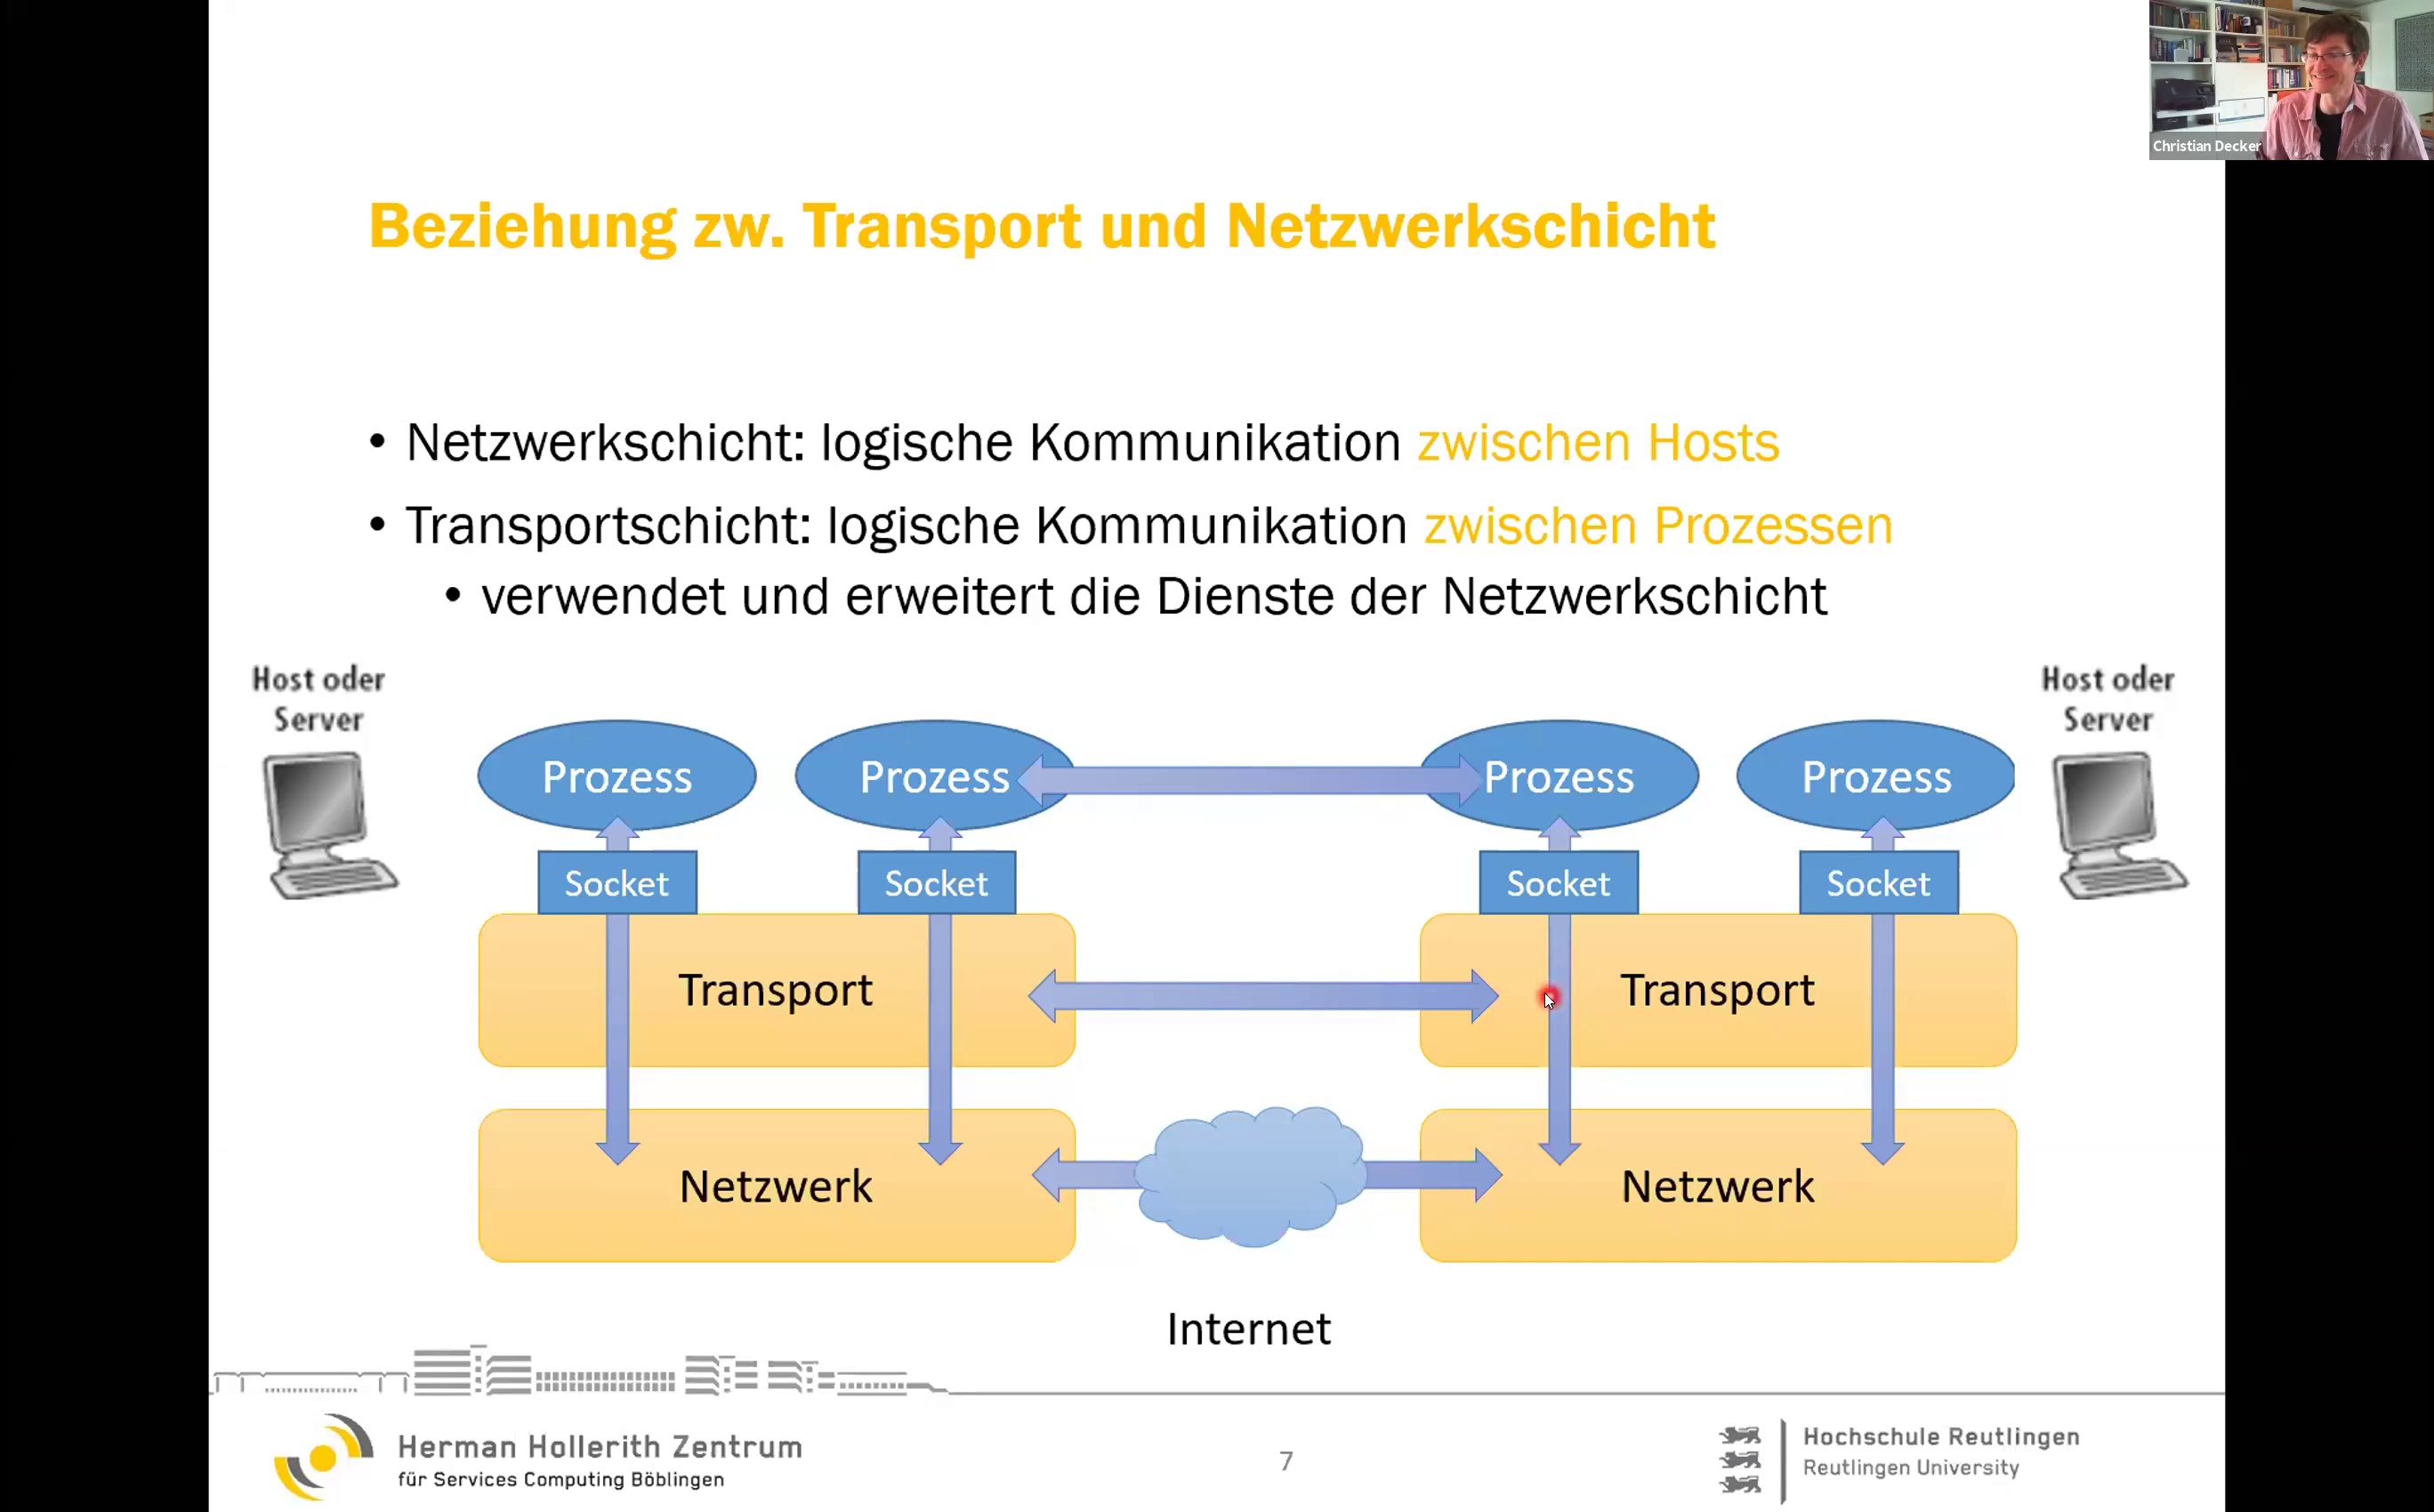 Christian Decker
Beziehung zw. Transport und Netzwerkschicht
• Netzwerkschicht: logische Kommunikation zwischen Hosts
• Transportschicht: logische Kommunikation zwischen Prozessen
• verwendet und erweitert die Dienste der Netzwerkschicht
Host oder
Server
Host oder
Server
Prozess
Prozess
Prozess
Prozess
Socket
Socket
Socket
Socket
Transport
Transport
Netzwerk
Netzwerk
Internet
Herman Hollerith Zentrum
für Services Computing Böblingen
7
Hochschule Reutlingen
Reutlingen University